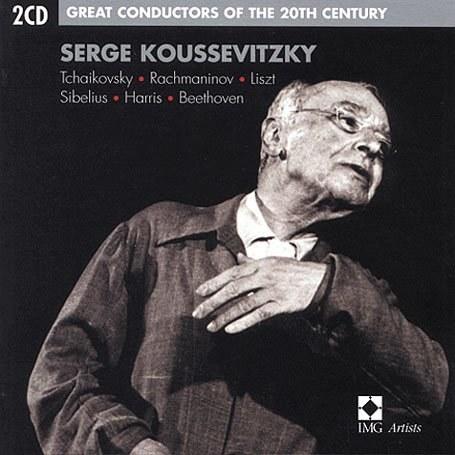 2CD GREAT CONDUCTORS OF THE 20TH CENTURY
SERGE KOUSSEVITZKY
Tchaikovsky • Rachmaninov • Liszt
Sibelius • Harris • Beethoven
IMG Artists